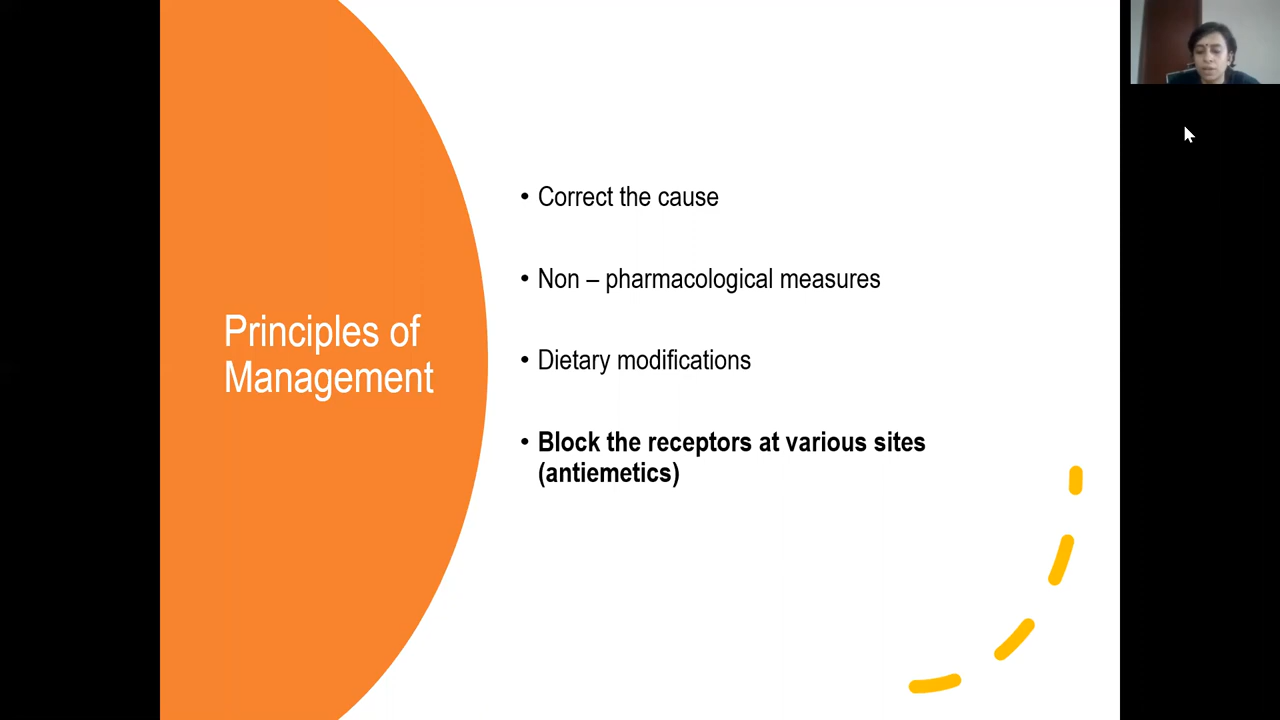 Principles of
Management
• Correct the cause
• Non – pharmacological measures
• Dietary modifications
• Block the receptors at various sites
(antiemetics)